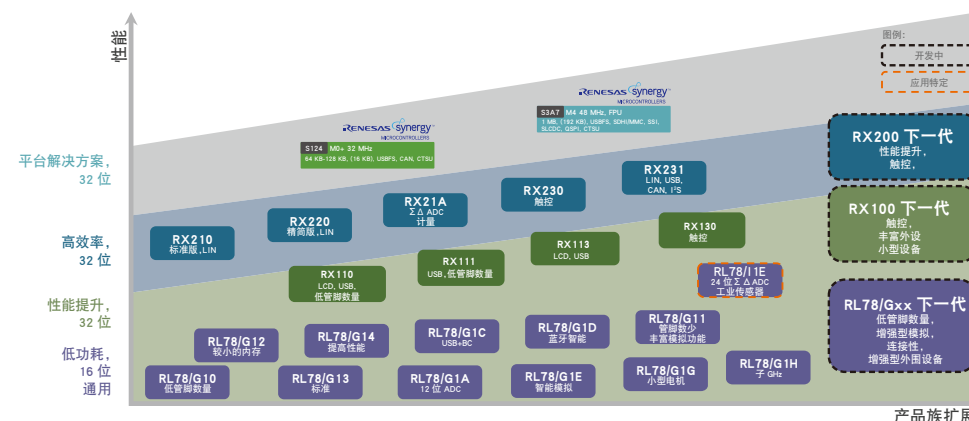 性能
图例:
开发中
应用特定
RENESAS Synergy™
MICROCONTROLLERS
S3A7 M4 48 MHz, FPU
1 MB, (192 KB), USBFS, SDHI/MMC, SSI,
SLCDC, QSPI, CTSU
RENESAS Synergy™
MICROCONTROLLERS
S124 M0+ 32 MHz
64 KB-128 KB, (16 KB), USBFS, CAN, CTSU
平台解决方案,
32 位
高效率,
32 位
性能提升,
32 位
低功耗,
16 位
通用
RX200 下一代
性能提升,
触控,
RX231
LIN, USB,
CAN, I²S
RX230
触控
RX21A
ΣΔ ADC
计量
RX220
精简版,LIN
RX210
标准版,LIN
RX100 下一代
触控,
丰富外设
小型设备
RX130
触控
RX113
LCD, USB
RX111
USB,低管脚数量
RX110
LCD, USB,
低管脚数量
RL78/I1E
24 位ΣΔ ADC
工业传感器
RL78/Gxx 下一代
低管脚数量,
增强型模拟,
连接性,
增强型外围设备
RL78/G12
较小的内存
RL78/G14
提高性能
RL78/G1C
USB+BC
RL78/G1D
蓝牙智能
RL78/G11
管脚数少
丰富模拟功能
RL78/G10
低管脚数量
RL78/G13
标准
RL78/G1A
12 位 ADC
RL78/G1E
智能模拟
RL78/G1G
小型电机
RL78/G1H
子 GHz
产品族扩展